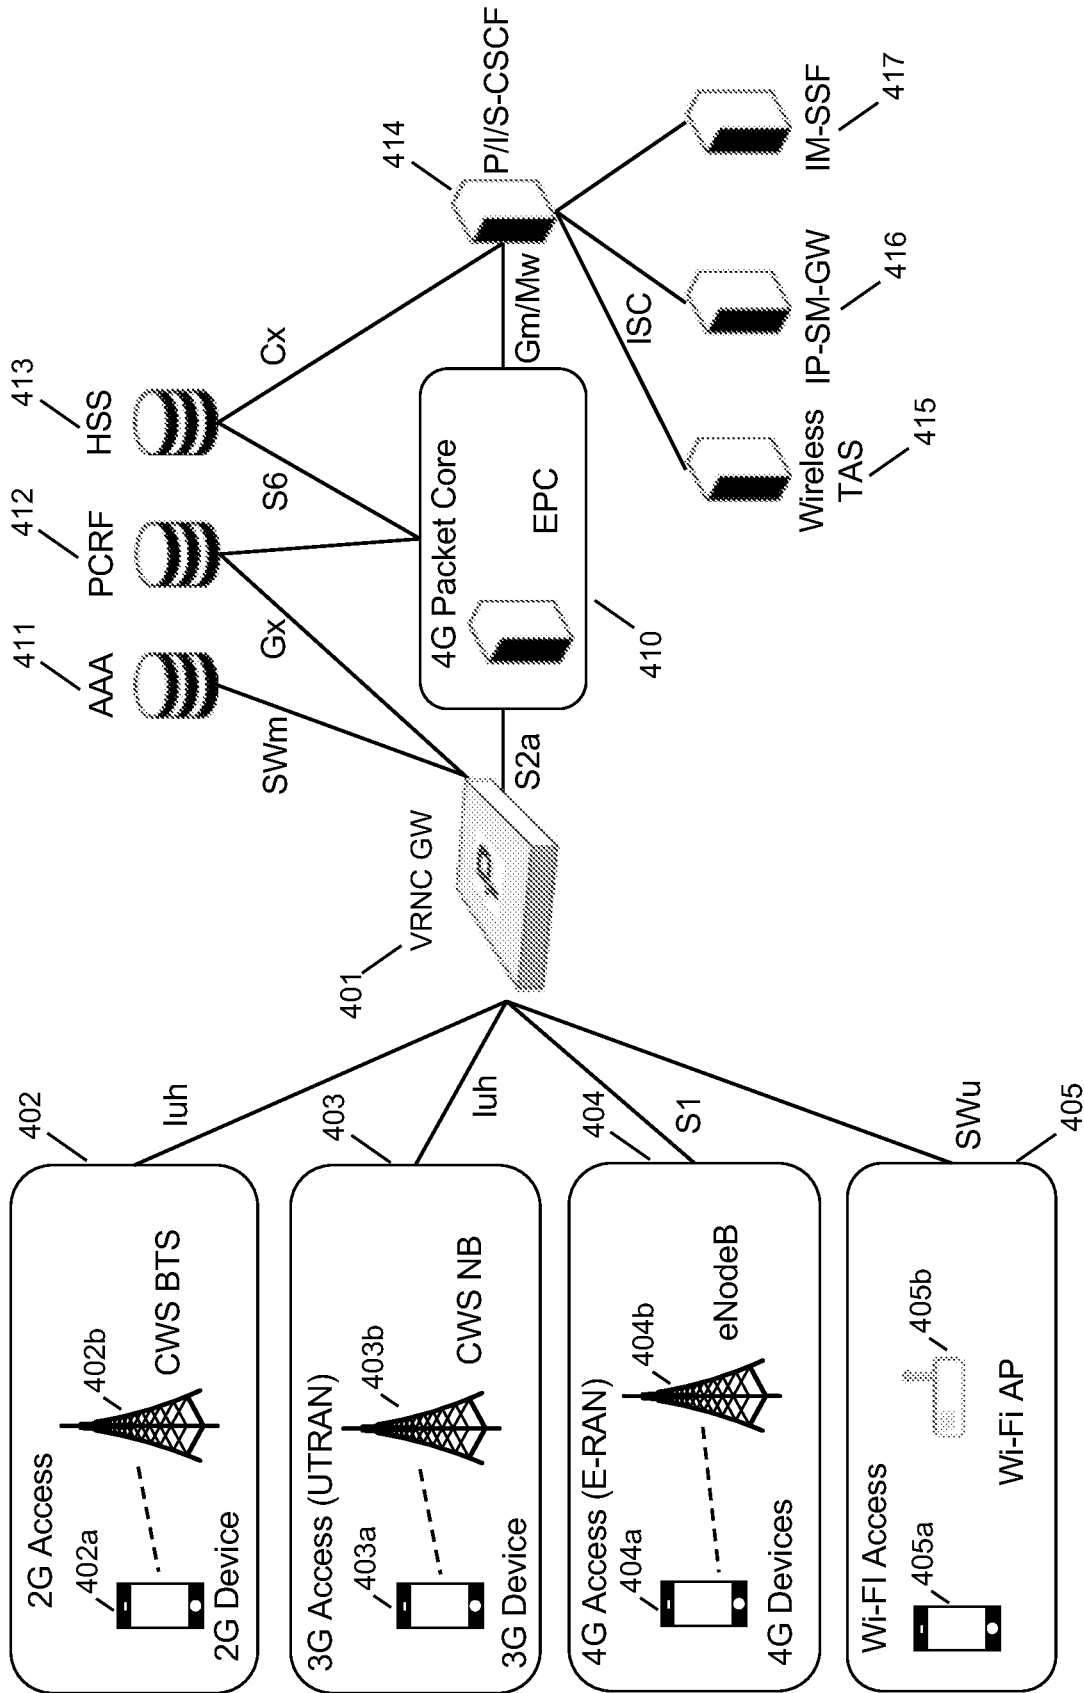 2G Access
402a
2G Device
402b
CWS BTS
402
Iuh
3G Access (UTRAN)
403a
3G Device
403b
CWS NB
403
Iuh
4G Access (E-RAN)
404a
4G Devices
404b
eNodeB
404
S1
Wi-FI Access
405a
405b
Wi-Fi AP
405
SWu
401
VRNC GW
S2a
SWm
Gx
S6
Cx
AAA
411
PCRF
412
HSS
413
4G Packet Core
EPC
410
Gm/Mw
414
P/I/S-CSCF
ISC
Wireless
TAS
415
IP-SM-GW
416
IM-SSF
417